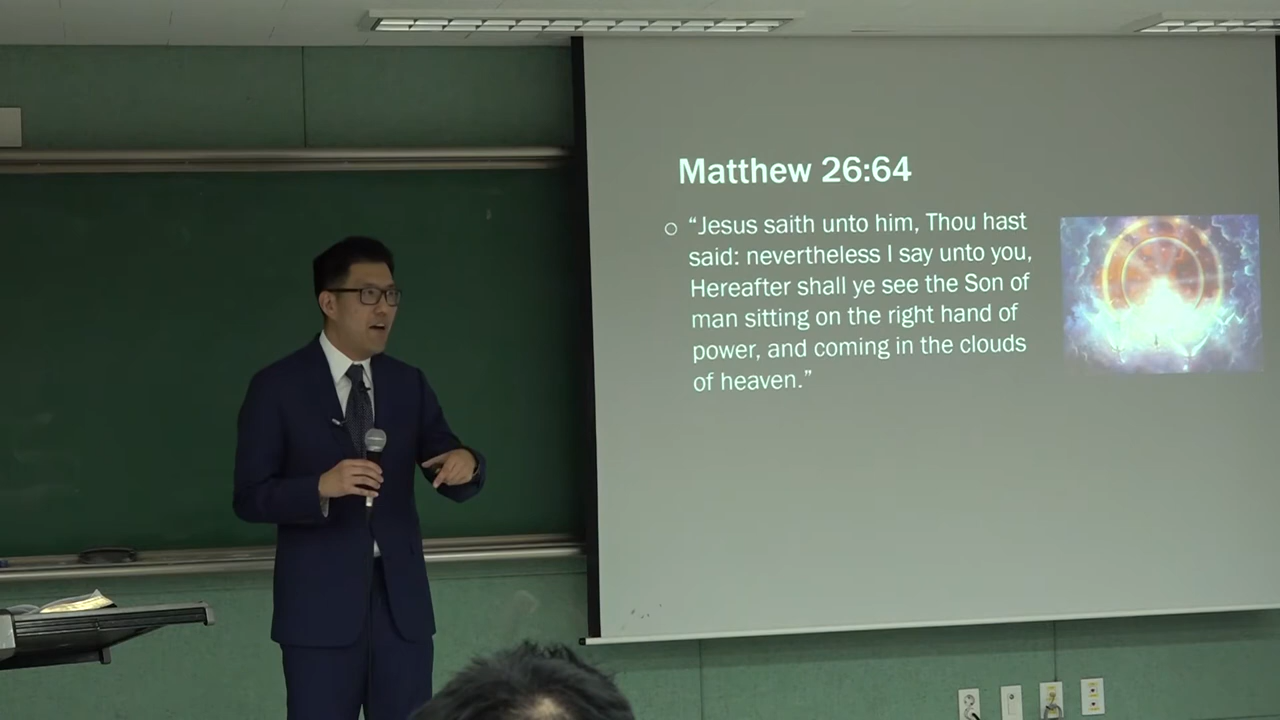 Matthew 26:64
“Jesus saith unto him, Thou hast
said: nevertheless I say unto you,
Hereafter shall ye see the Son of
man sitting on the right hand of
power, and coming in the clouds
of heaven.”